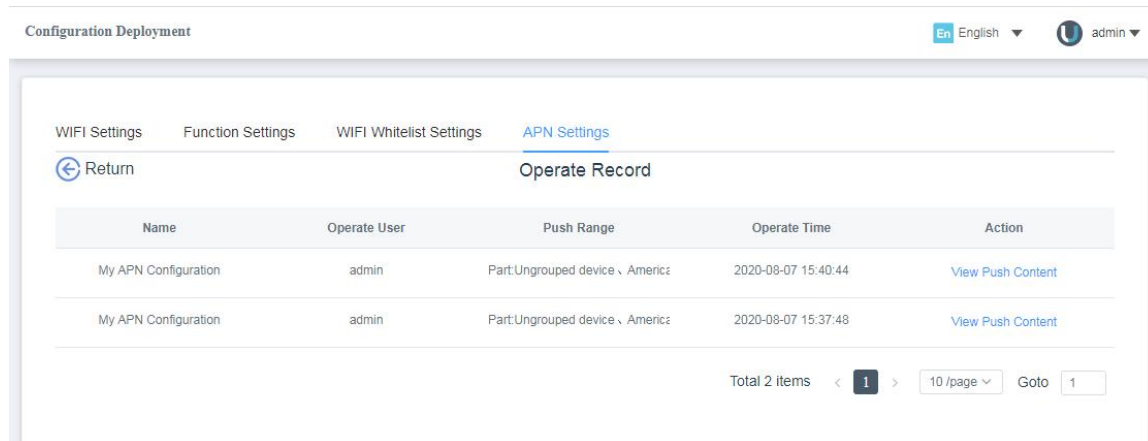 Configuration Deployment En English admin
WIFI Settings Function Settings WIFI Whitelist Settings APN Settings
Return Operate Record
Name Operate User Push Range Operate Time Action
My APN Configuration admin Part:Ungrouped device、America 2020-08-07 15:40:44 View Push Content
My APN Configuration admin Part:Ungrouped device、America 2020-08-07 15:37:48 View Push Content
Total 2 items < 1 > 10 /page Goto 1